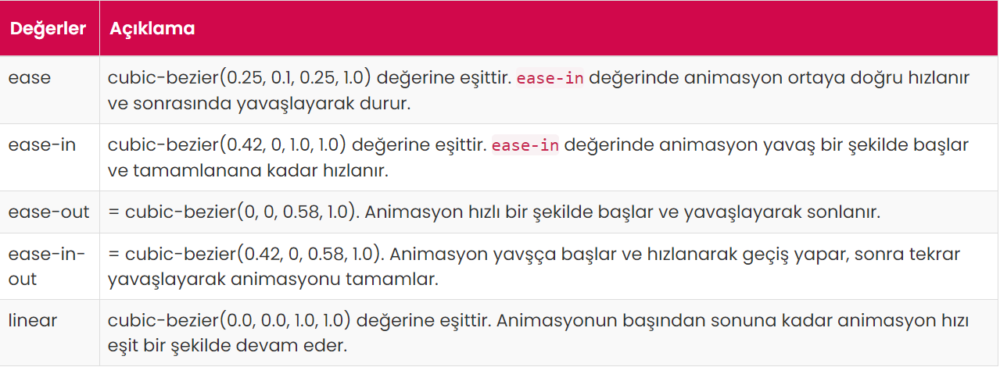 Değerler Açıklama
ease cubic-bezier(0.25, 0.1, 0.25, 1.0) değerine eşittir. ease-in değerinde animasyon ortaya doğru hızlanır
ve sonrasında yavaşlayarak durur.
ease-in cubic-bezier(0.42, 0, 1.0, 1.0) değerine eşittir. ease-in değerinde animasyon yavaş bir şekilde başlar
ve tamamlanana kadar hızlanır.
ease-out = cubic-bezier(0, 0, 0.58, 1.0). Animasyon hızlı bir şekilde başlar ve yavaşlayarak sonlanır.
ease-in- = cubic-bezier(0.42, 0, 0.58, 1.0). Animasyon yavşça başlar ve hızlanarak geçiş yapar, sonra tekrar
out yavaşlayarak animasyonu tamamlar.
linear cubic-bezier(0.0, 0.0, 1.0, 1.0) değerine eşittir. Animasyonun başından sonuna kadar animasyon hızı
eşit bir şekilde devam eder.